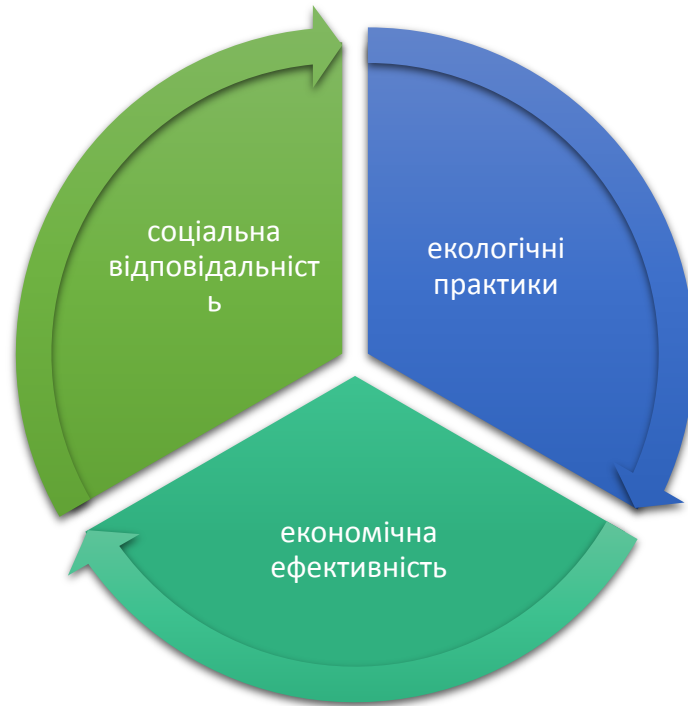 соціальна
відповідальніст
ь
екологічні
практики
економічна
ефективність